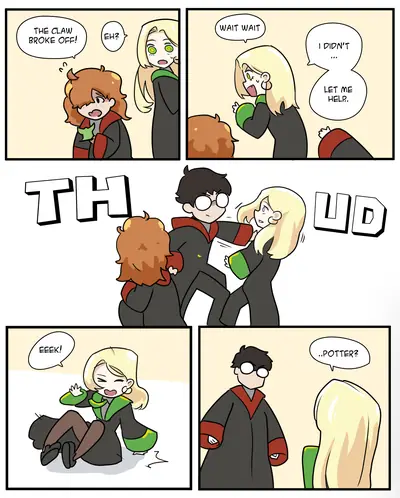 THE CLAW
BROKE OFF!
EH?
WAIT WAIT
I DIDN'T
...
LET ME
HELP.
TH UD
EEEK!
..POTTER?